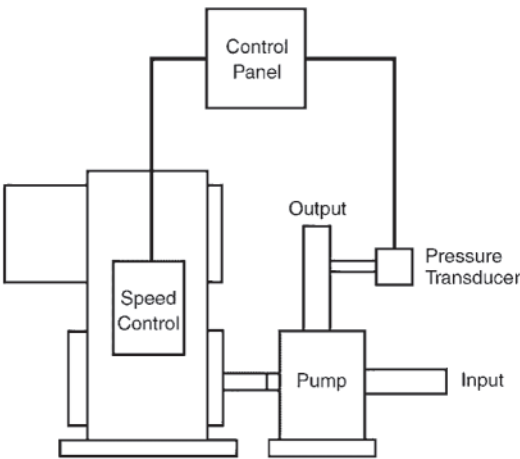 Control
Panel
Output
Pressure
Transducer
Speed
Control
Pump
Input